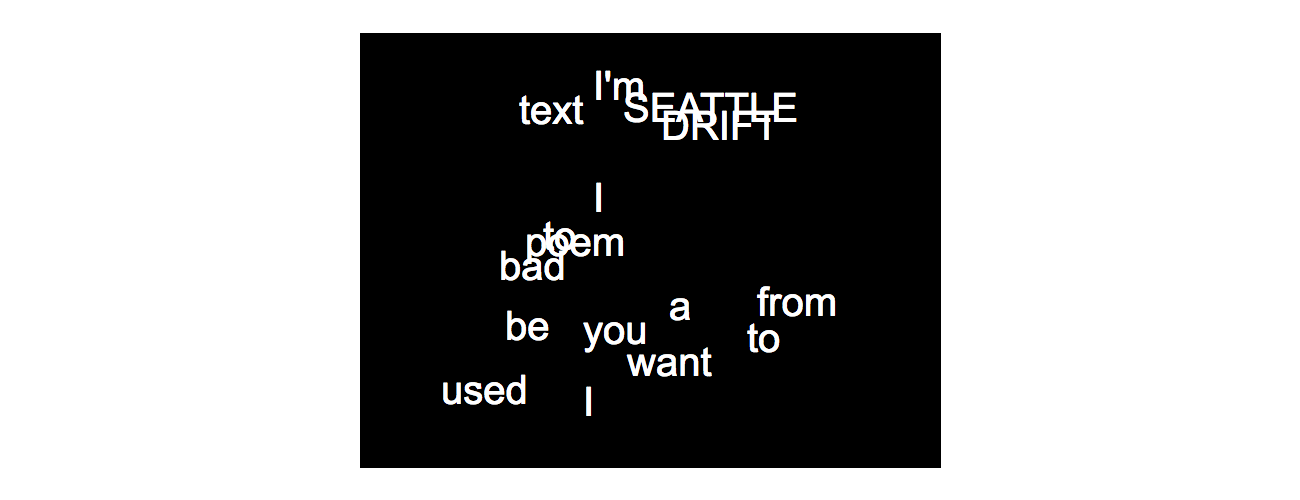 I'm
text
SEATTLE
DRIFT
I
to
poem
bad
a
from
be
you
to
want
used
I